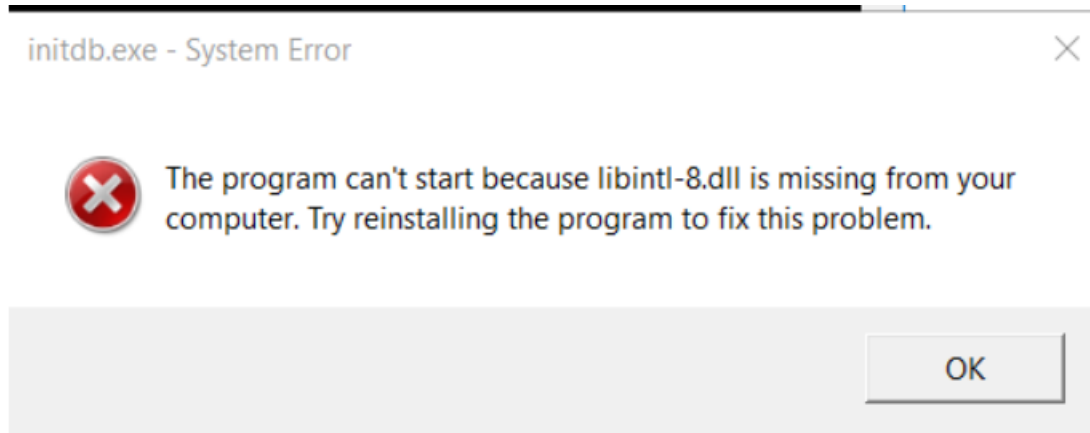 initdb.exe - System Error
The program can't start because libintl-8.dll is missing from your
computer. Try reinstalling the program to fix this problem.
OK